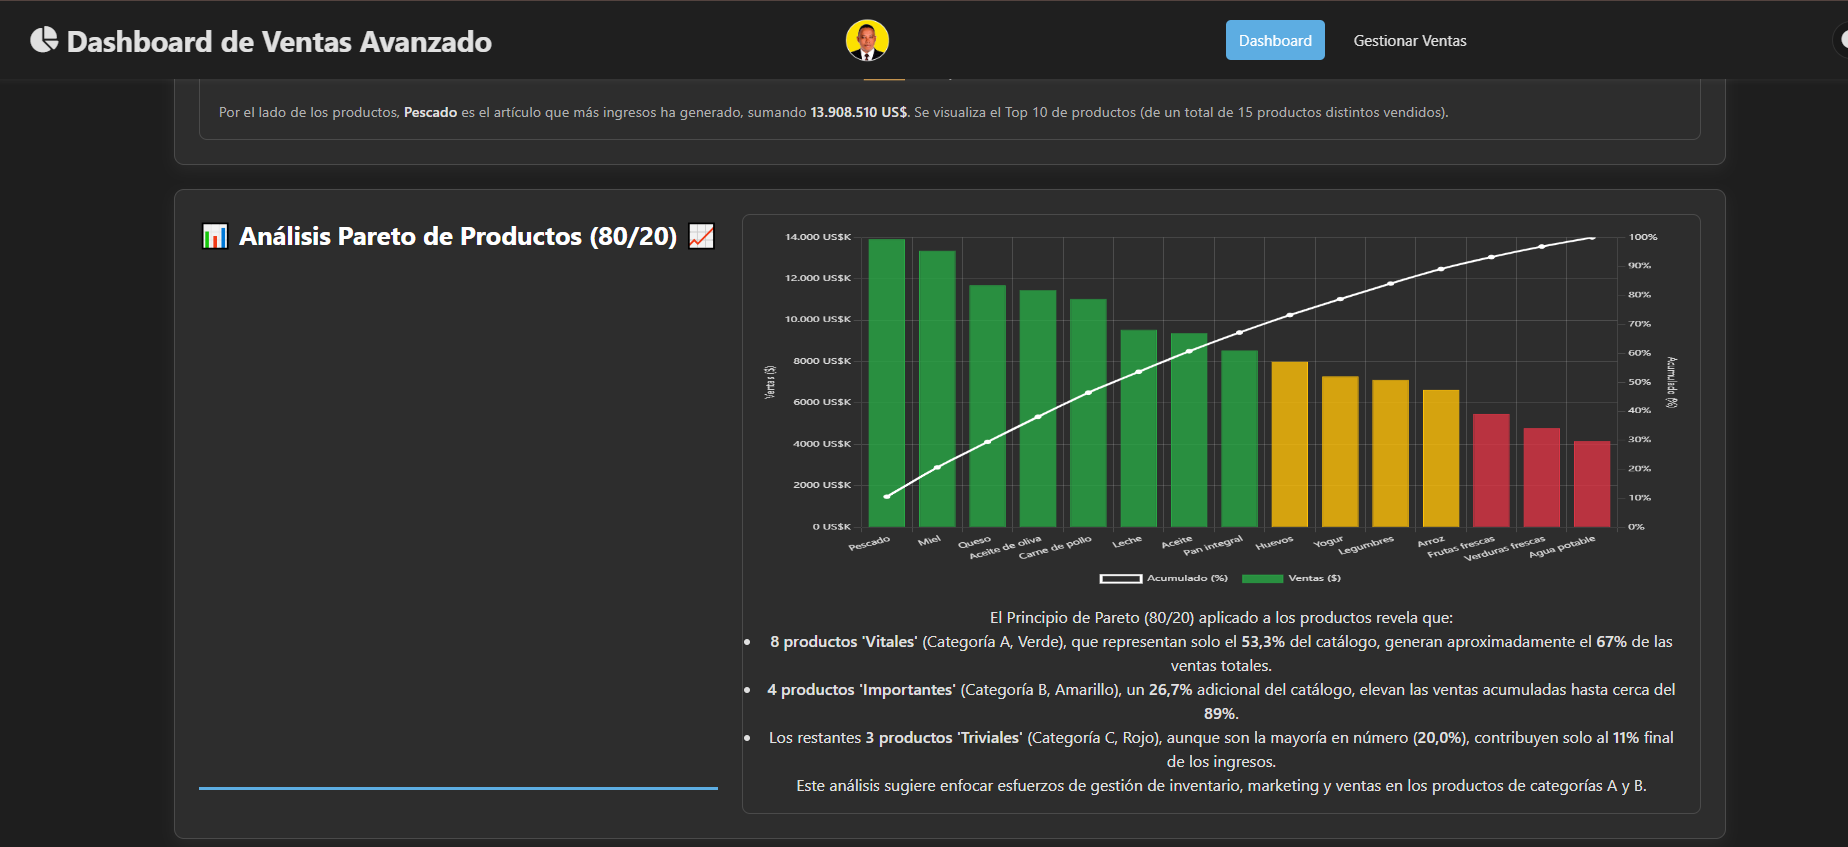 Dashboard de Ventas Avanzado
Dashboard
Gestionar Ventas
Por el lado de los productos, Pescado es el artículo que más ingresos ha generado, sumando 13.908.510 US$. Se visualiza el Top 10 de productos (de un total de 15 productos distintos vendidos).
📊 Análisis Pareto de Productos (80/20) 📈
14.000 US$K
12.000 US$K
10.000 US$K
8000 US$K
6000 US$K
4000 US$K
2000 US$K
0 US$K
Ventas ($)
100%
90%
80%
70%
60%
50%
40%
30%
20%
10%
0%
Acumulado (%)
Pescado
Miel
Queso
Aceite de oliva
Carne de pollo
Leche
Aceite
Pan integral
Huevos
Yogur
Legumbres
Arroz
Frutas frescas
Verduras frescas
Agua potable
Acumulado (%)
Ventas ($)
El Principio de Pareto (80/20) aplicado a los productos revela que:
• 8 productos 'Vitales' (Categoría A, Verde), que representan solo el 53,3% del catálogo, generan aproximadamente el 67% de las
ventas totales.
• 4 productos 'Importantes' (Categoría B, Amarillo), un 26,7% adicional del catálogo, elevan las ventas acumuladas hasta cerca del
89%.
• Los restantes 3 productos 'Triviales' (Categoría C, Rojo), aunque son la mayoría en número (20,0%), contribuyen solo al 11% final
de los ingresos.
Este análisis sugiere enfocar esfuerzos de gestión de inventario, marketing y ventas en los productos de categorías A y B.